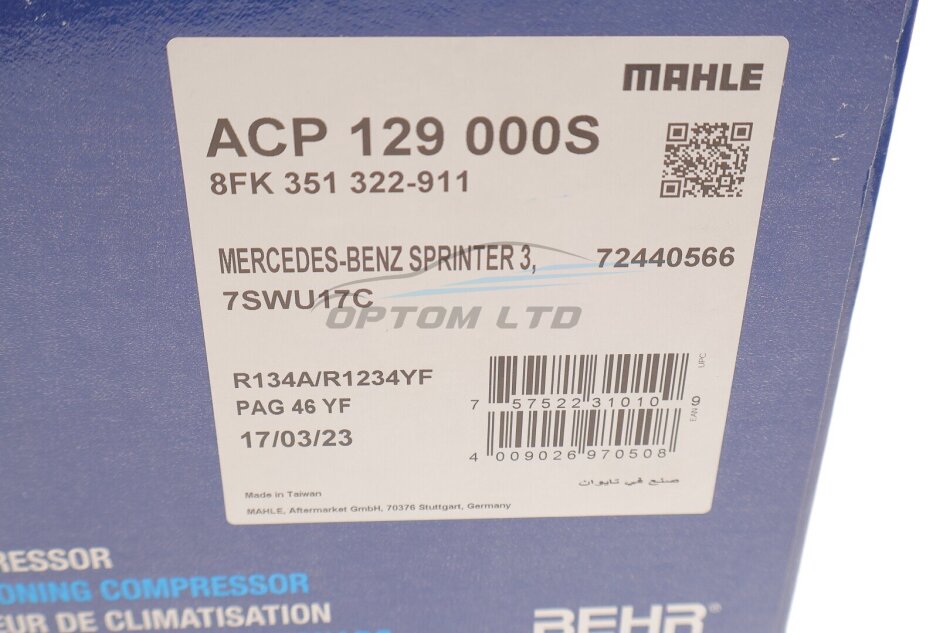 MAHLE
ACP 129 000S
8FK 351 322-911
MERCEDES-BENZ SPRINTER 3, 72440566
7SWU17C
OPTOM LTD
R134A/R1234YF
PAG 46 YF
17/03/23
UPC
7 57522 31010 9
EAN
4 009026 970508
صنع في تايوان
Made in Taiwan
MAHLE, Aftermarket GmbH, 70376 Stuttgart, Germany
RESSOR
ONING COMPRESSOR
EUR DE CLIMATISATION
BEHR®